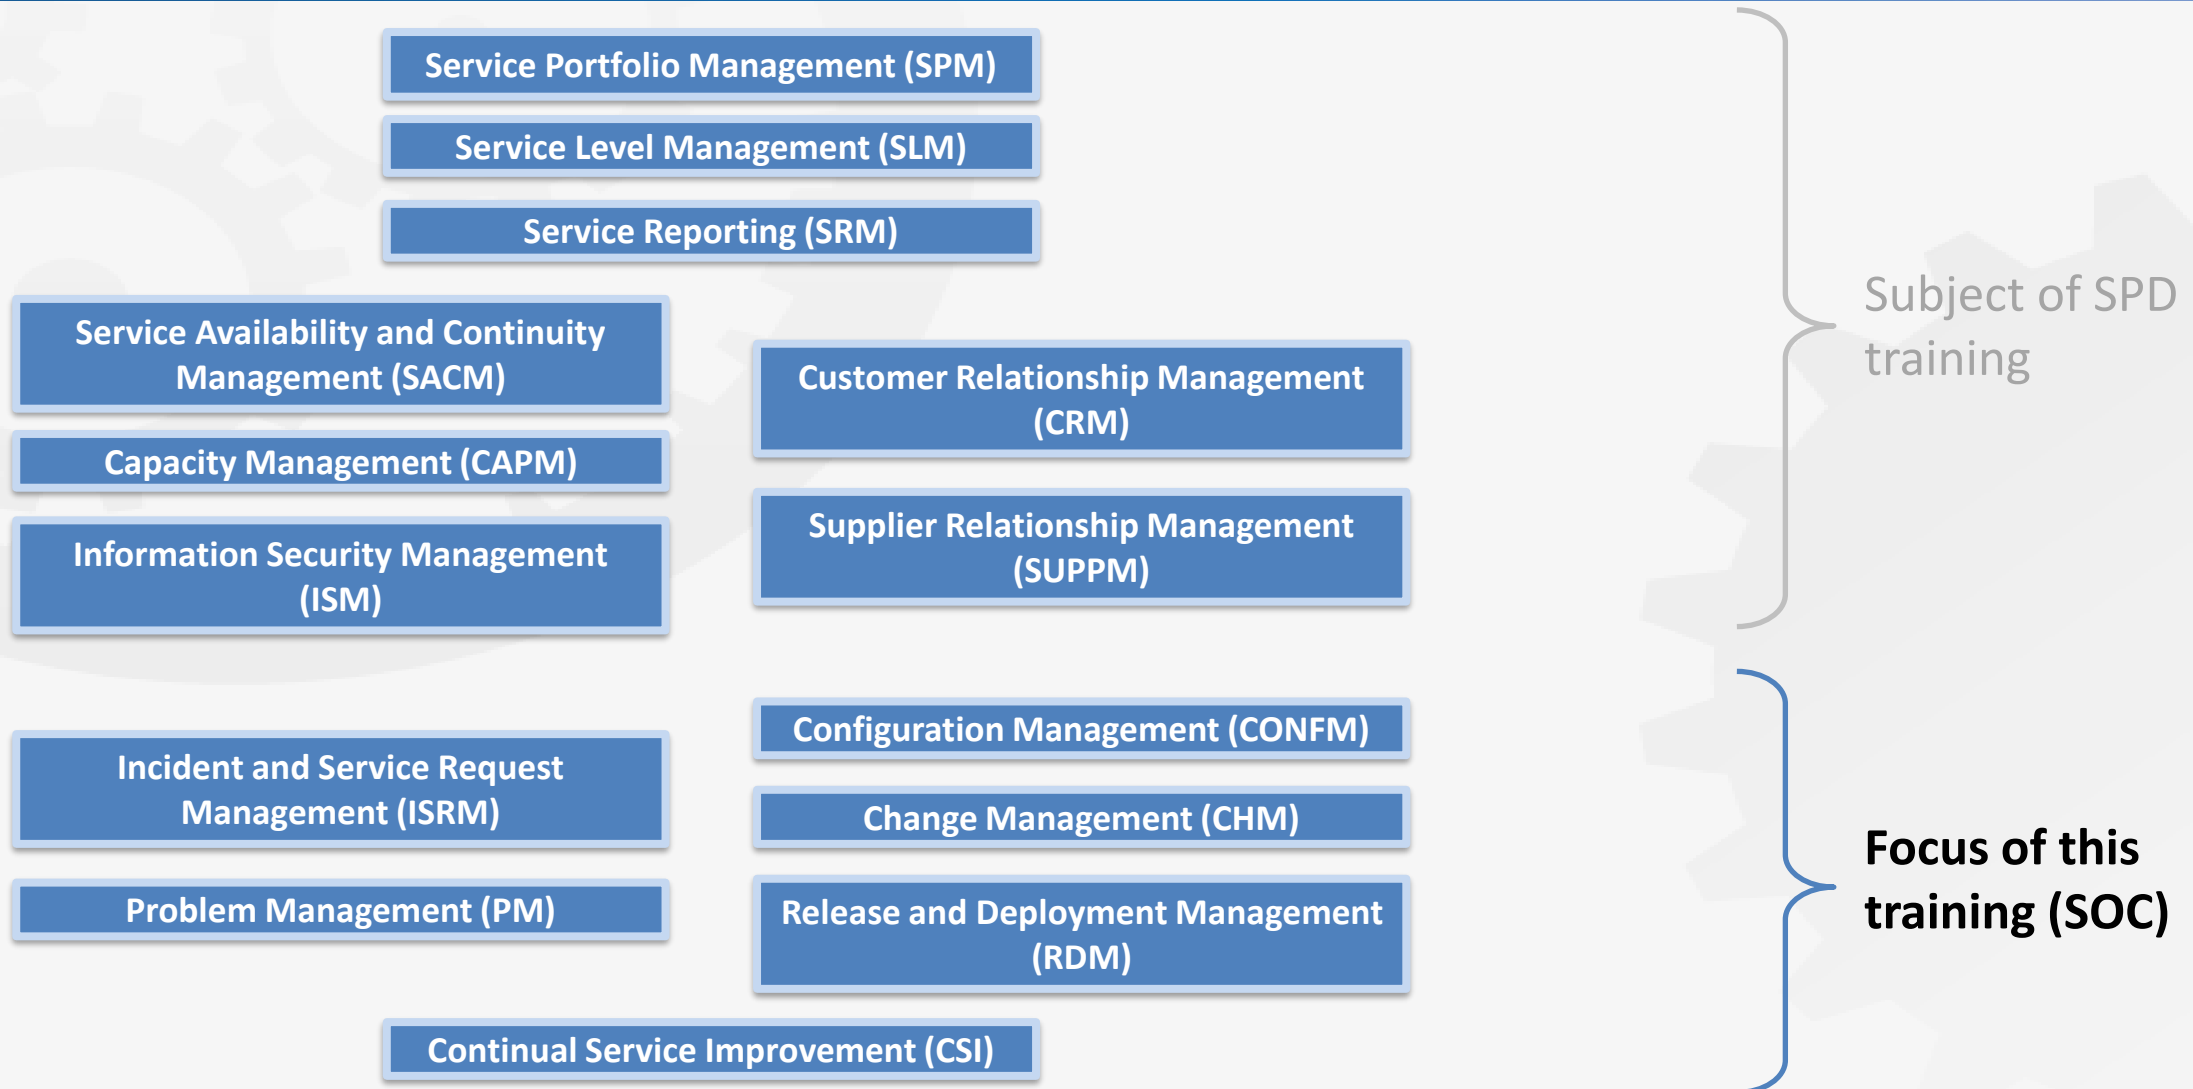 Service Portfolio Management (SPM)
Service Level Management (SLM)
Service Reporting (SRM)
Service Availability and Continuity
Management (SACM)
Capacity Management (CAPM)
Information Security Management
(ISM)
Customer Relationship Management
(CRM)
Supplier Relationship Management
(SUPPM)
Subject of SPD
training
Incident and Service Request
Management (ISRM)
Problem Management (PM)
Configuration Management (CONFM)
Change Management (CHM)
Release and Deployment Management
(RDM)
Continual Service Improvement (CSI)
Focus of this
training (SOC)